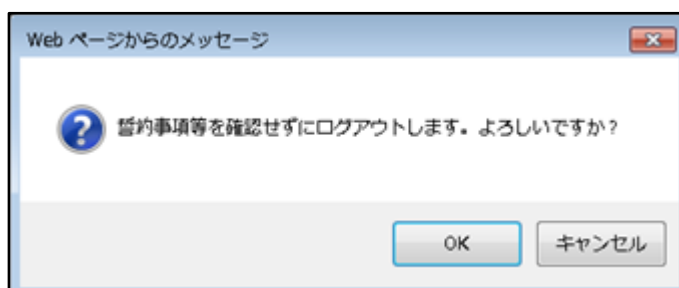 Web ページからのメッセージ
誓約事項等を確認せずにログアウトします。よろしいですか?
OK
キャンセル